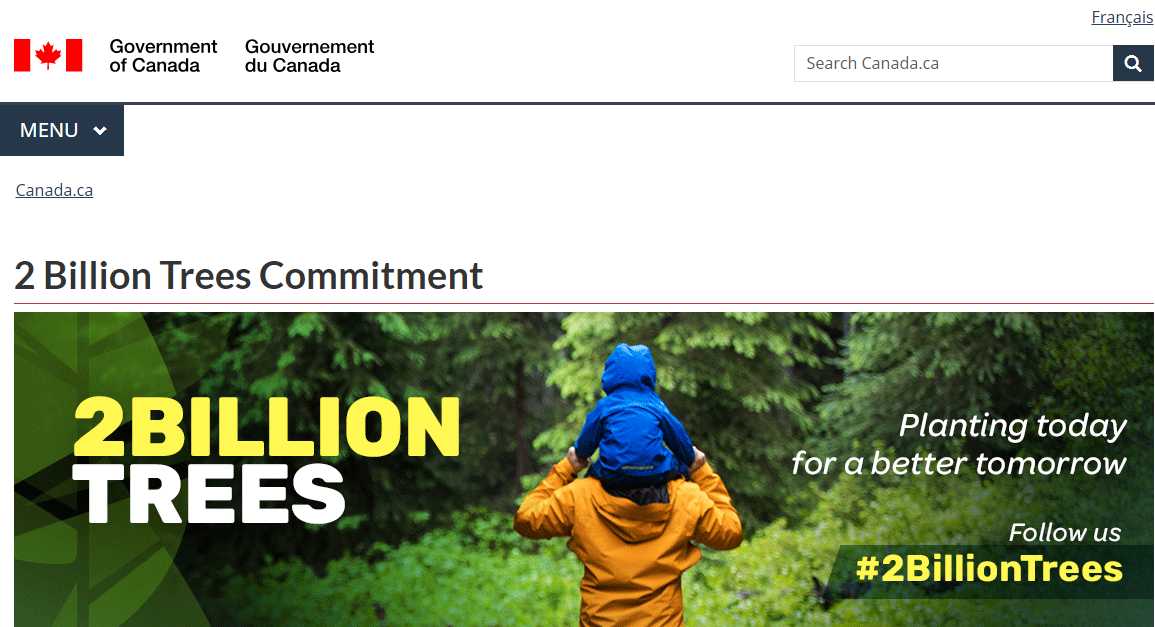 Français
Government
of Canada
Gouvernement
du Canada
Search Canada.ca
MENU
Canada.ca
2 Billion Trees Commitment
2BILLION
TREES
Planting today
for a better tomorrow
Follow us
#2BillionTrees